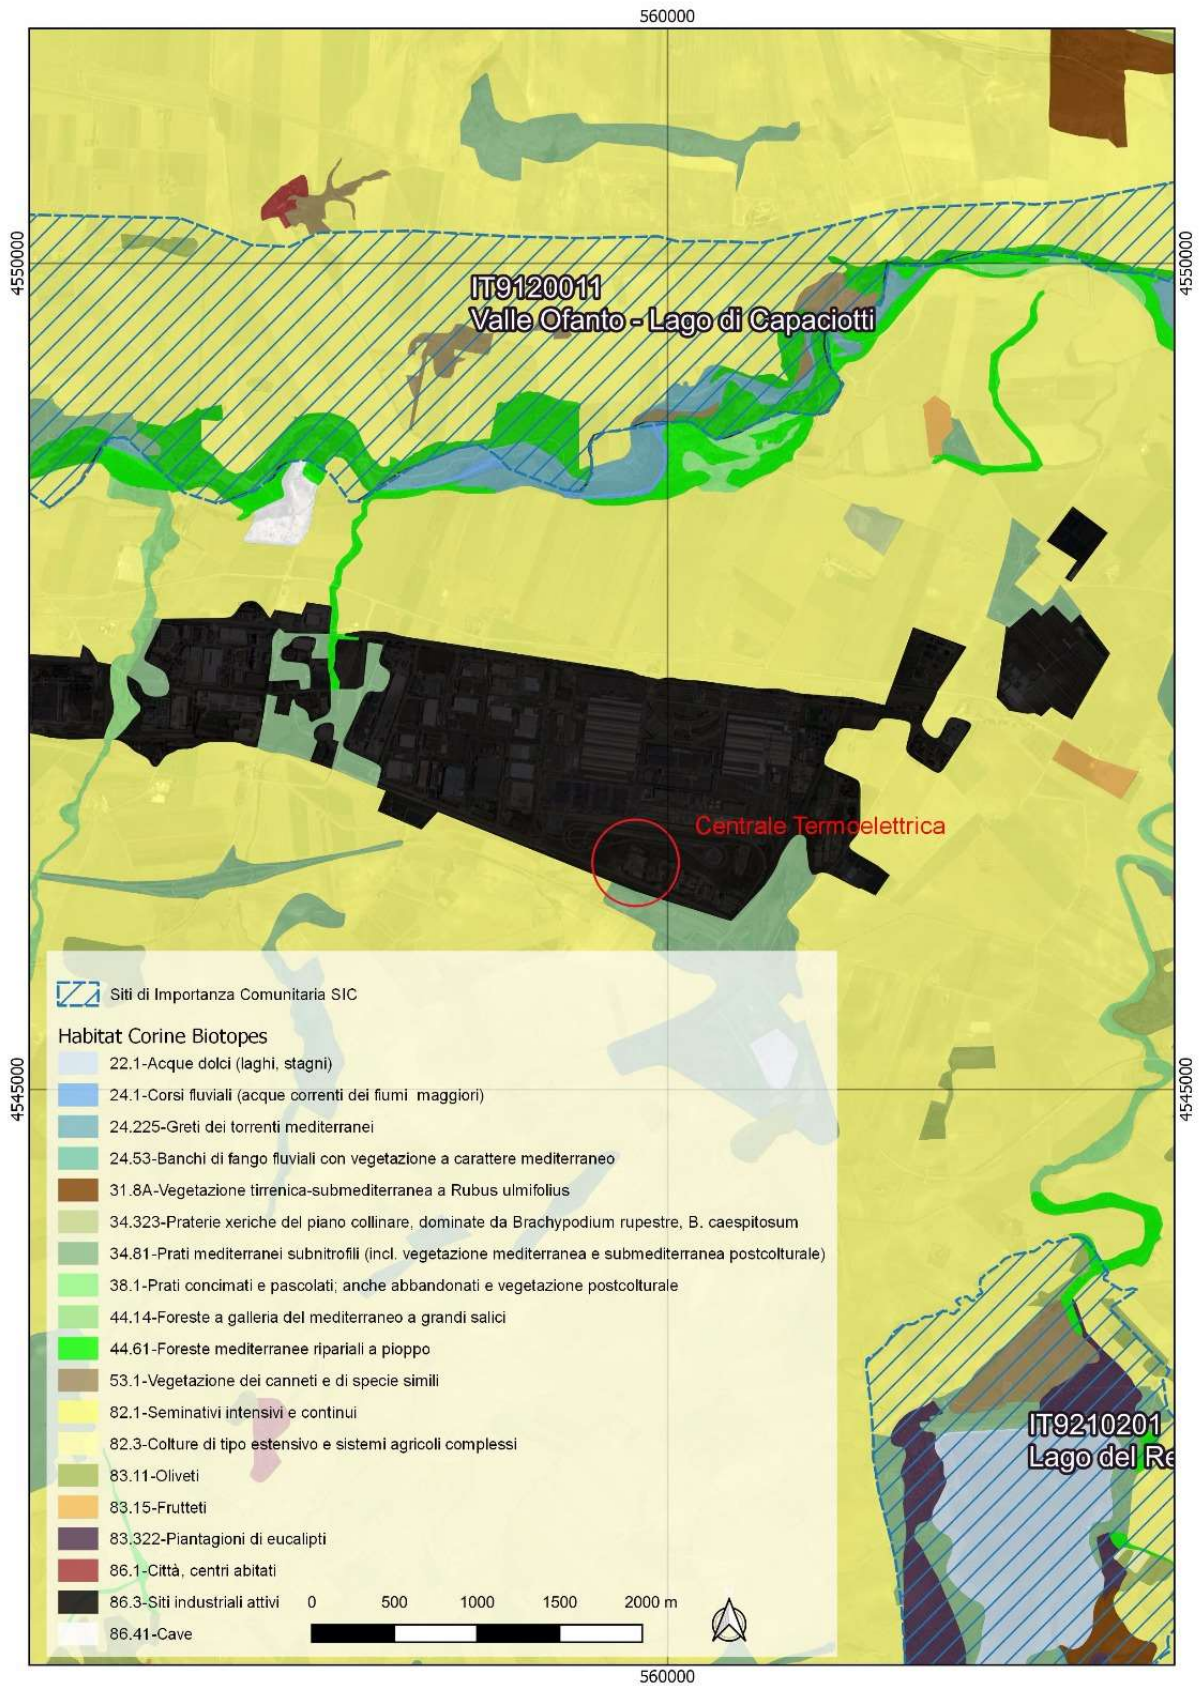 560000
4550000
4550000
IT9120011
Valle Ofanto - Lago di Capaciotti
Centrale Termoelettrica
4545000
4545000
Siti di Importanza Comunitaria SIC
Habitat Corine Biotopes
22.1-Acque dolci (laghi, stagni)
24.1-Corsi fluviali (acque correnti dei fiumi maggiori)
24.225-Greti dei torrenti mediterranei
24.53-Banchi di fango fluviali con vegetazione a carattere mediterraneo
31.8A-Vegetazione tirrenica-submediterranea a Rubus ulmifolius
34.323-Praterie xeriche del piano collinare, dominate da Brachypodium rupestre, B. caespitosum
34.81-Prati mediterranei subnitrofili (incl. vegetazione mediterranea e submediterranea postcolturale)
38.1-Prati concimati e pascolati; anche abbandonati e vegetazione postcolturale
44.14-Foreste a galleria del mediterraneo a grandi salici
44.61-Foreste mediterranee ripariali a pioppo
53.1-Vegetazione dei canneti e di specie simili
82.1-Seminativi intensivi e continui
82.3-Colture di tipo estensivo e sistemi agricoli complessi
83.11-Oliveti
83.15-Frutteti
83.322-Piantagioni di eucalipti
86.1-Città, centri abitati
86.3-Siti industriali attivi
86.41-Cave
0 500 1000 1500 2000 m
IT9210201
Lago del Re
560000